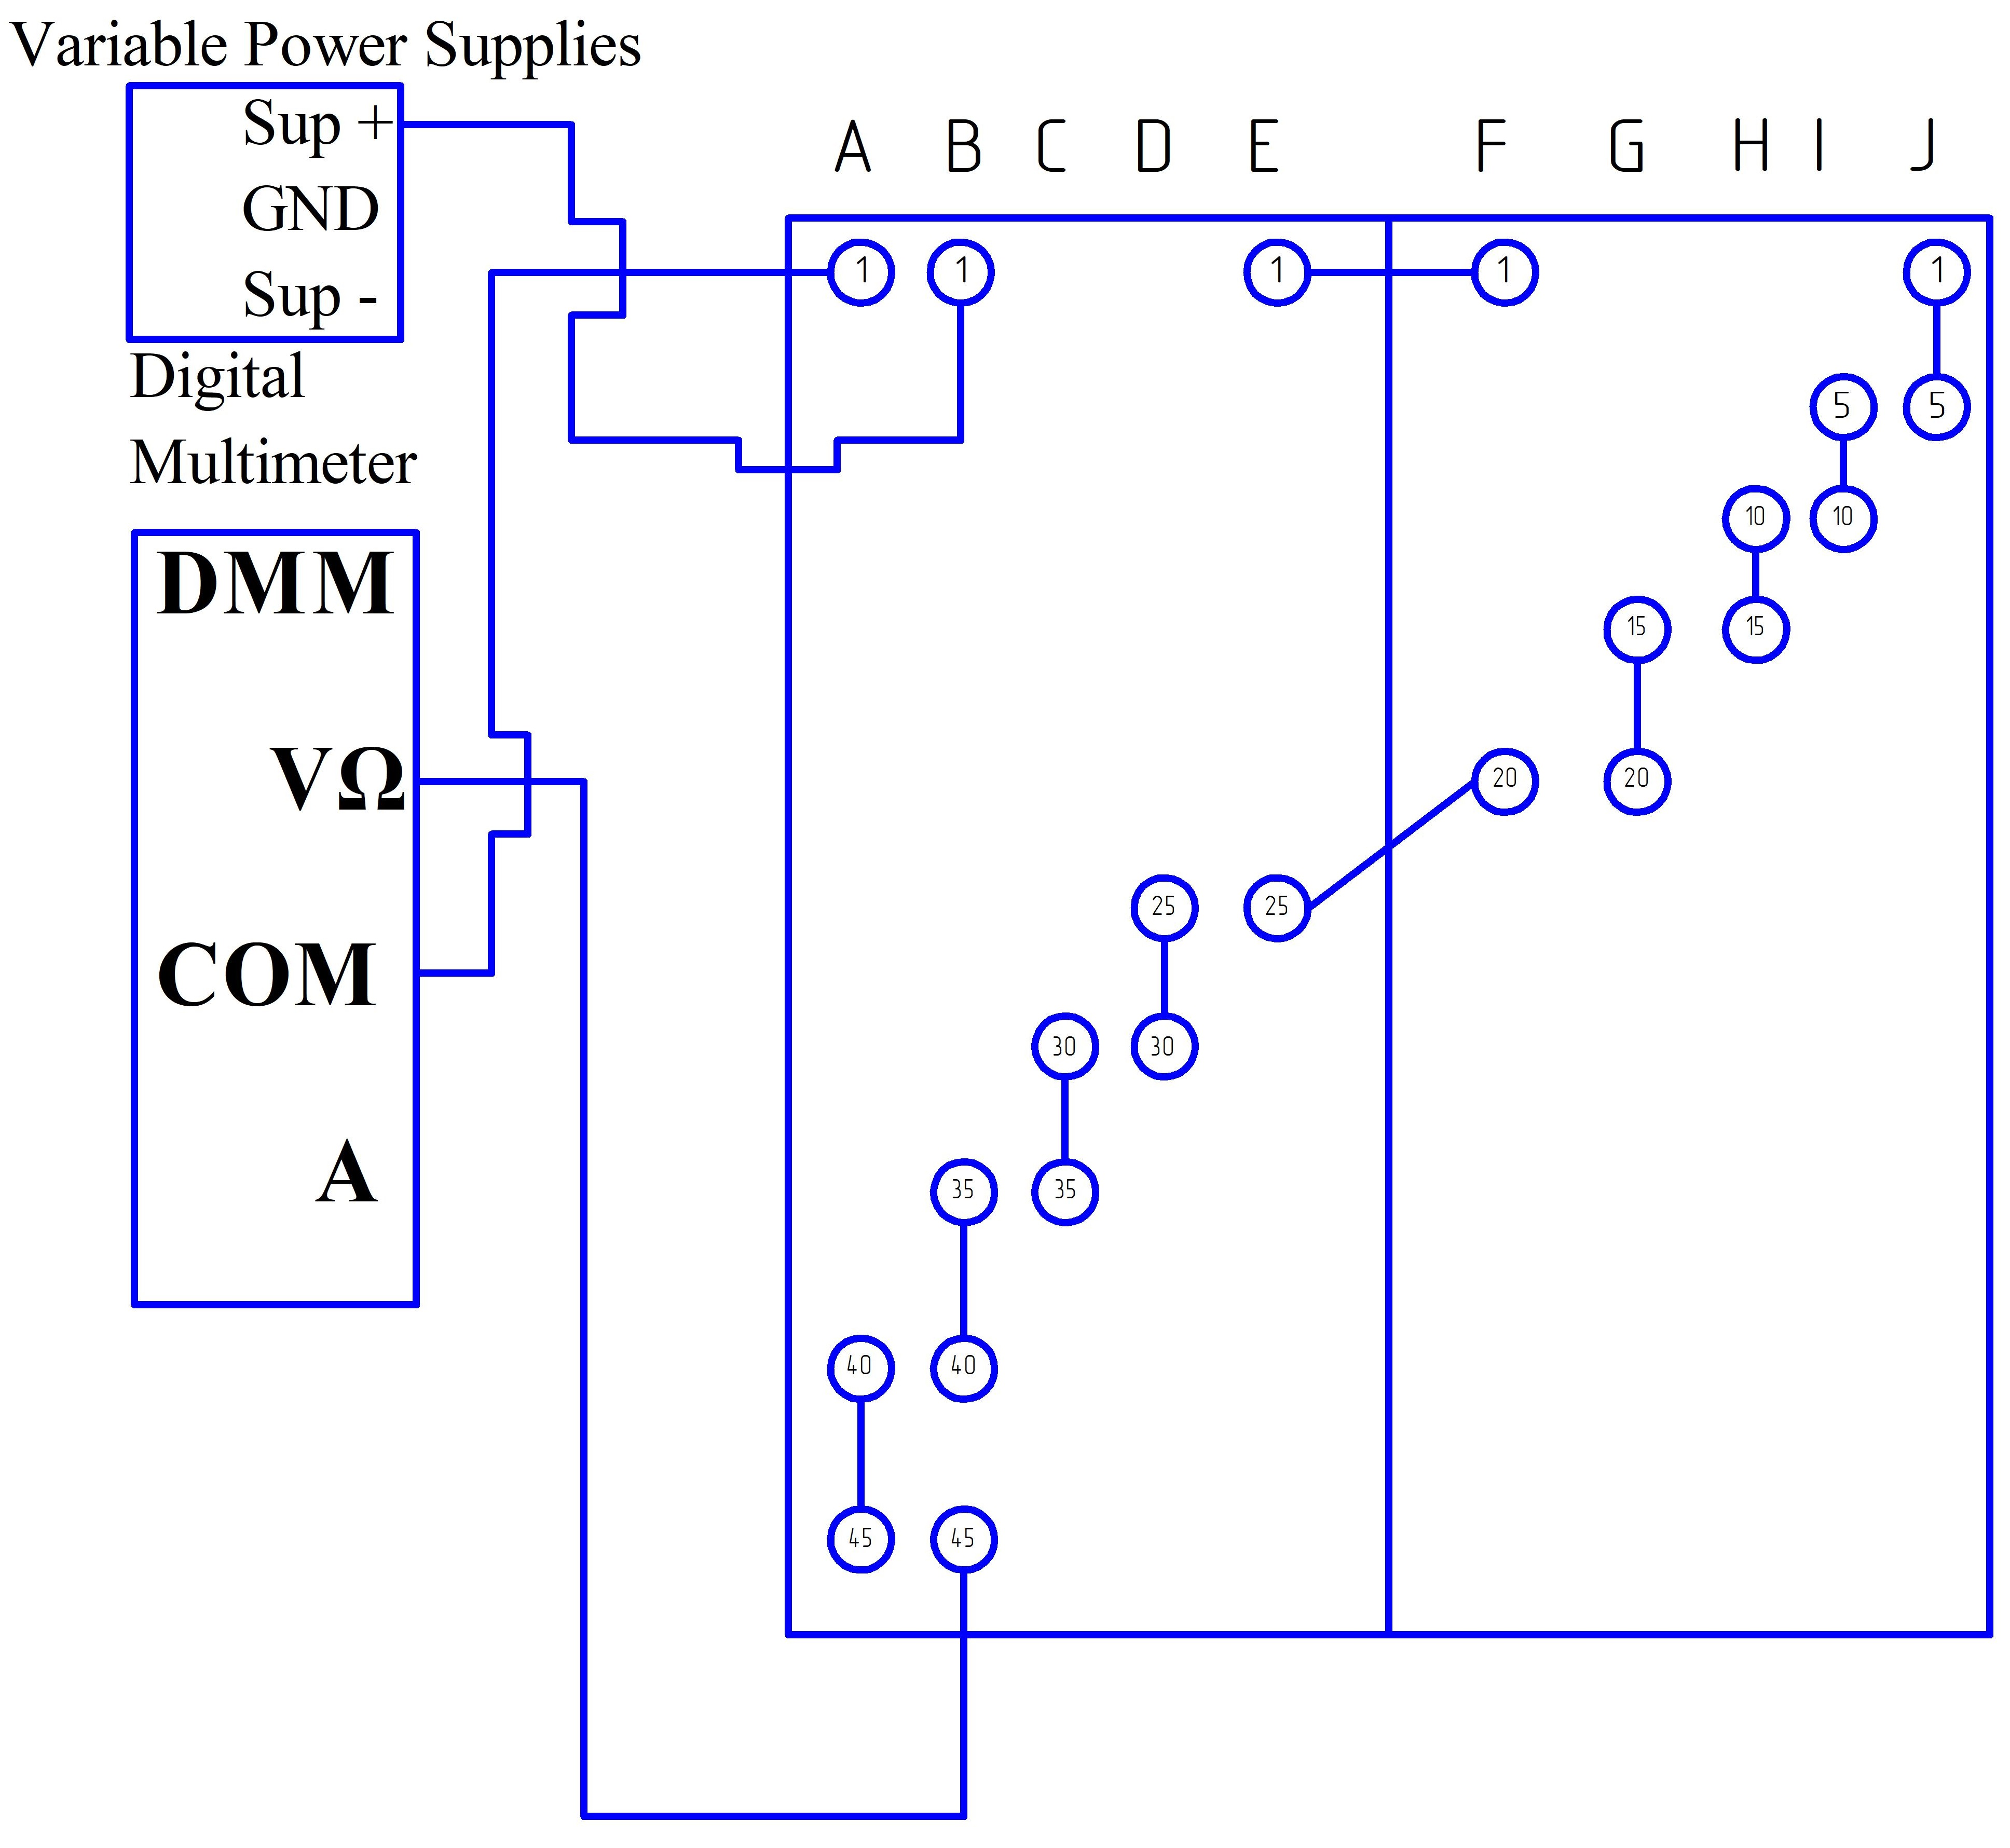 Variable Power Supplies
Sup +
GND
Sup -
Digital
Multimeter
DMM
VΩ
COM
A
A B C D E F G H I J
1 1 1 1 1
5 5
10 10
15 15
20 20
25 25
30 30
35 35
40 40
45 45